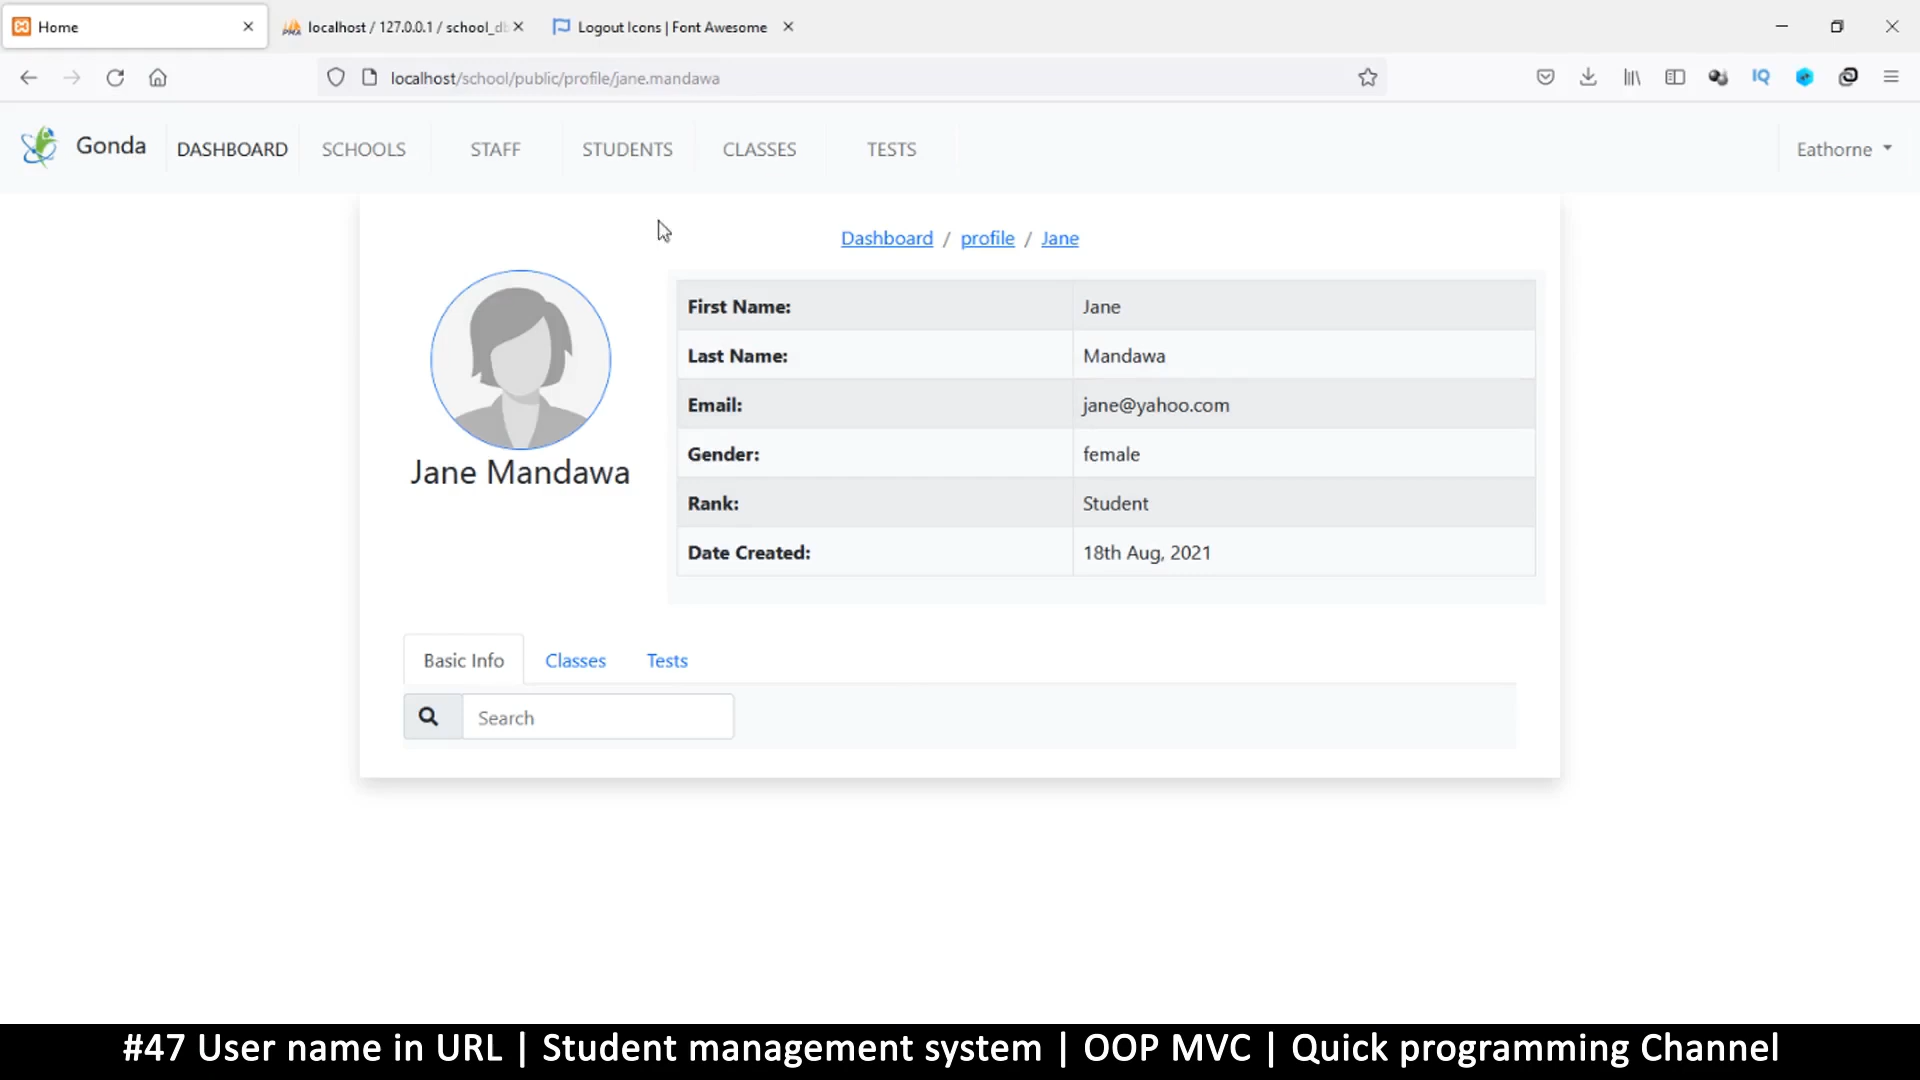 Home
localhost / 127.0.0.1 / school_db
Logout Icons | Font Awesome
localhost/school/public/profile/jane.mandawa
IQ
Gonda
DASHBOARD
SCHOOLS
STAFF
STUDENTS
CLASSES
TESTS
Eathorne
Dashboard / profile / Jane
Jane Mandawa
First Name: Jane
Last Name: Mandawa
Email: jane@yahoo.com
Gender: female
Rank: Student
Date Created: 18th Aug, 2021
Basic Info
Classes
Tests
Search
#47 User name in URL | Student management system | OOP MVC | Quick programming Channel